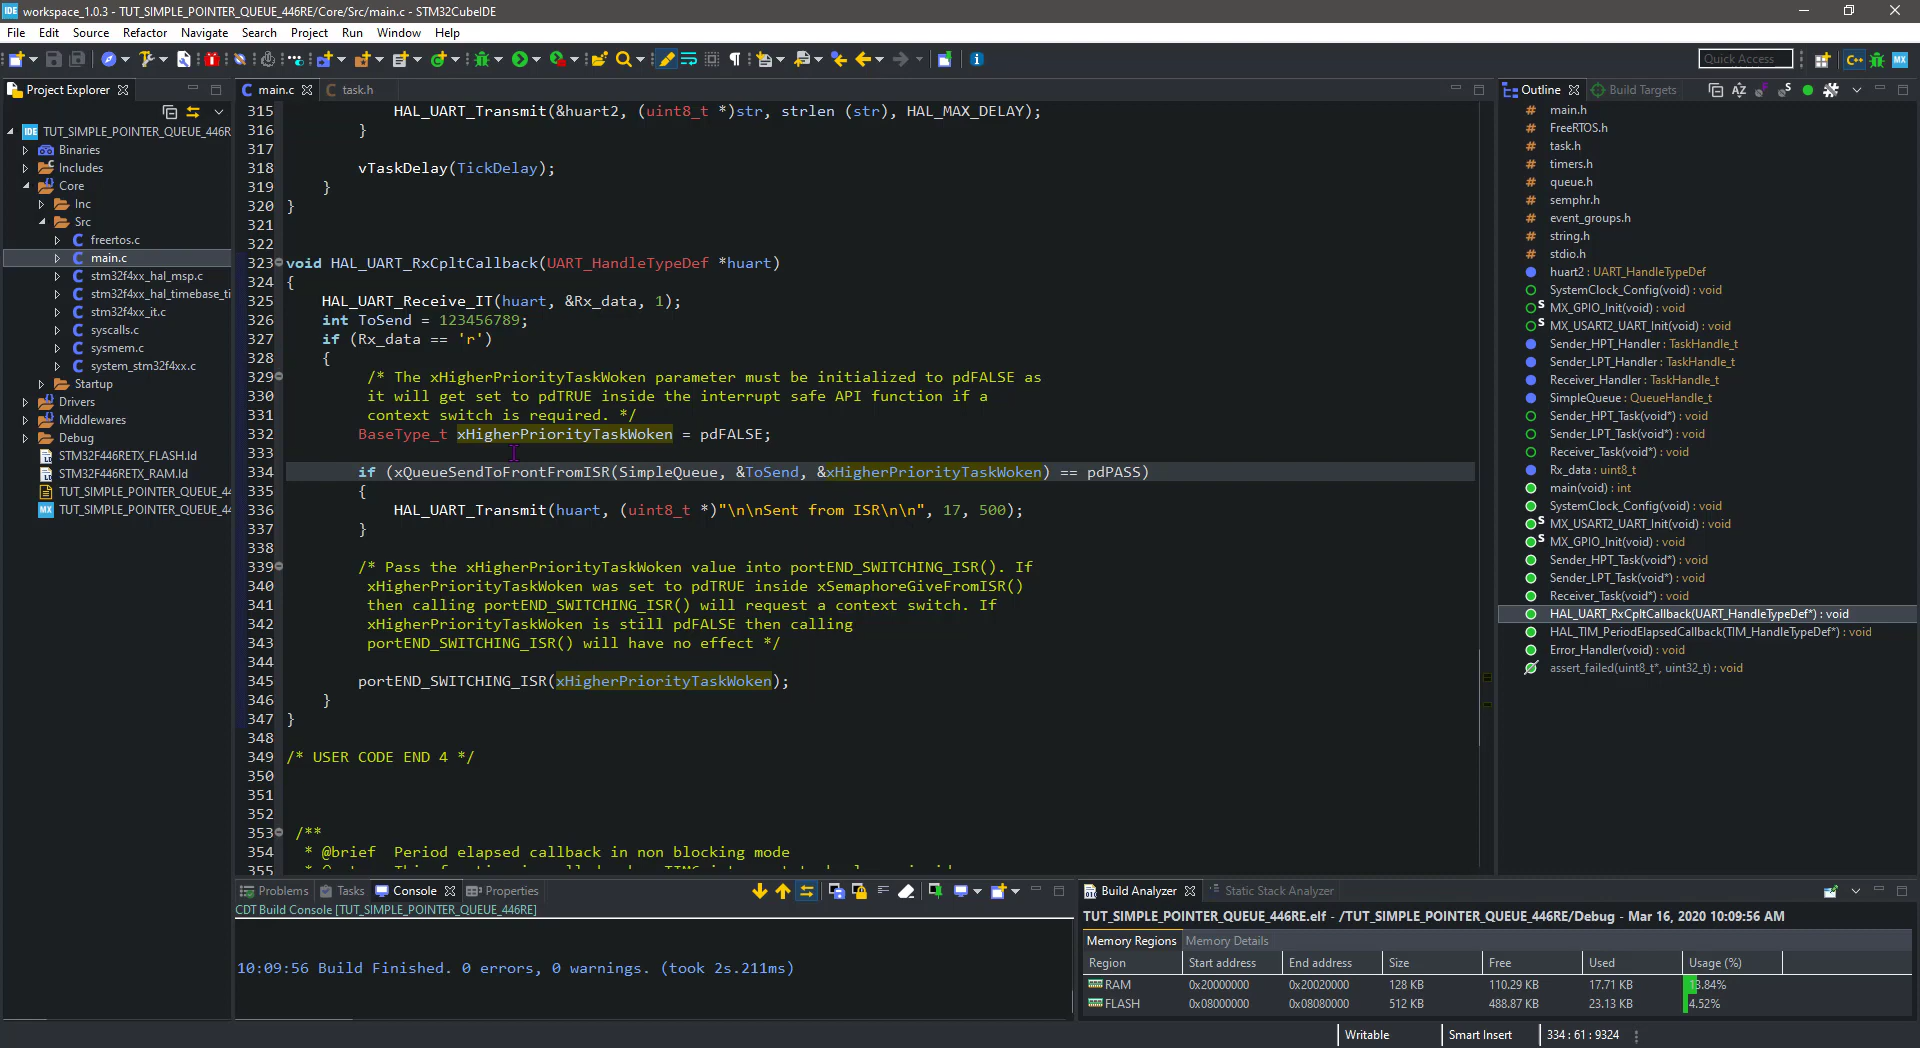 workspace_1.0.3 - TUT_SIMPLE_POINTER_QUEUE_446RE/Core/Src/main.c - STM32CubeIDE
File Edit Source Refactor Navigate Search Project Run Window Help
Quick Access
Project Explorer
TUT_SIMPLE_POINTER_QUEUE_446R
Binaries
Includes
Core
Inc
Src
freertos.c
main.c
stm32f4xx_hal_msp.c
stm32f4xx_hal_timebase_ti
stm32f4xx_it.c
syscalls.c
sysmem.c
system_stm32f4xx.c
Startup
Drivers
Middlewares
Debug
STM32F446RETX_FLASH.ld
STM32F446RETX_RAM.ld
TUT_SIMPLE_POINTER_QUEUE_44
TUT_SIMPLE_POINTER_QUEUE_44
main.c task.h
315 HAL_UART_Transmit(&huart2, (uint8_t *)str, strlen (str), HAL_MAX_DELAY);
316 }
317
318 vTaskDelay(TickDelay);
319 }
320 }
321
322
323 void HAL_UART_RxCpltCallback(UART_HandleTypeDef *huart)
324 {
325 HAL_UART_Receive_IT(huart, &Rx_data, 1);
326 int ToSend = 123456789;
327 if (Rx_data == 'r')
328 {
329 /* The xHigherPriorityTaskWoken parameter must be initialized to pdFALSE as
330 it will get set to pdTRUE inside the interrupt safe API function if a
331 context switch is required. */
332 BaseType_t xHigherPriorityTaskWoken = pdFALSE;
333
334 if (xQueueSendToFrontFromISR(SimpleQueue, &ToSend, &xHigherPriorityTaskWoken) == pdPASS)
335 {
336 HAL_UART_Transmit(huart, (uint8_t *)"\n\nSent from ISR\n\n", 17, 500);
337 }
338
339 /* Pass the xHigherPriorityTaskWoken value into portEND_SWITCHING_ISR(). If
340 xHigherPriorityTaskWoken was set to pdTRUE inside xSemaphoreGiveFromISR()
341 then calling portEND_SWITCHING_ISR() will request a context switch. If
342 xHigherPriorityTaskWoken is still pdFALSE then calling
343 portEND_SWITCHING_ISR() will have no effect */
344
345 portEND_SWITCHING_ISR(xHigherPriorityTaskWoken);
346 }
347 }
348
349 /* USER CODE END 4 */
350
351
352
353 /**
354 * @brief Period elapsed callback in non blocking mode
355
Outline Build Targets
main.h
FreeRTOS.h
task.h
timers.h
queue.h
semphr.h
event_groups.h
string.h
stdio.h
huart2 : UART_HandleTypeDef
SystemClock_Config(void) : void
MX_GPIO_Init(void) : void
MX_USART2_UART_Init(void) : void
Sender_HPT_Handler : TaskHandle_t
Sender_LPT_Handler : TaskHandle_t
Receiver_Handler : TaskHandle_t
SimpleQueue : QueueHandle_t
Sender_HPT_Task(void*) : void
Sender_LPT_Task(void*) : void
Receiver_Task(void*) : void
Rx_data : uint8_t
main(void) : int
SystemClock_Config(void) : void
MX_USART2_UART_Init(void) : void
MX_GPIO_Init(void) : void
Sender_HPT_Task(void*) : void
Sender_LPT_Task(void*) : void
Receiver_Task(void*) : void
HAL_UART_RxCpltCallback(UART_HandleTypeDef*) : void
HAL_TIM_PeriodElapsedCallback(TIM_HandleTypeDef*) : void
Error_Handler(void) : void
assert_failed(uint8_t*, uint32_t) : void
Problems Tasks Console Properties
CDT Build Console [TUT_SIMPLE_POINTER_QUEUE_446RE]
10:09:56 Build Finished. 0 errors, 0 warnings. (took 2s.211ms)
Build Analyzer Static Stack Analyzer
TUT_SIMPLE_POINTER_QUEUE_446RE.elf - /TUT_SIMPLE_POINTER_QUEUE_446RE/Debug - Mar 16, 2020 10:09:56 AM
Memory Regions Memory Details
Region Start address End address Size Free Used Usage (%)
RAM 0x20000000 0x20020000 128 KB 110.29 KB 17.71 KB 13.84%
FLASH 0x08000000 0x08080000 512 KB 488.87 KB 23.13 KB 4.52%
Writable Smart Insert 334 : 61 : 9324